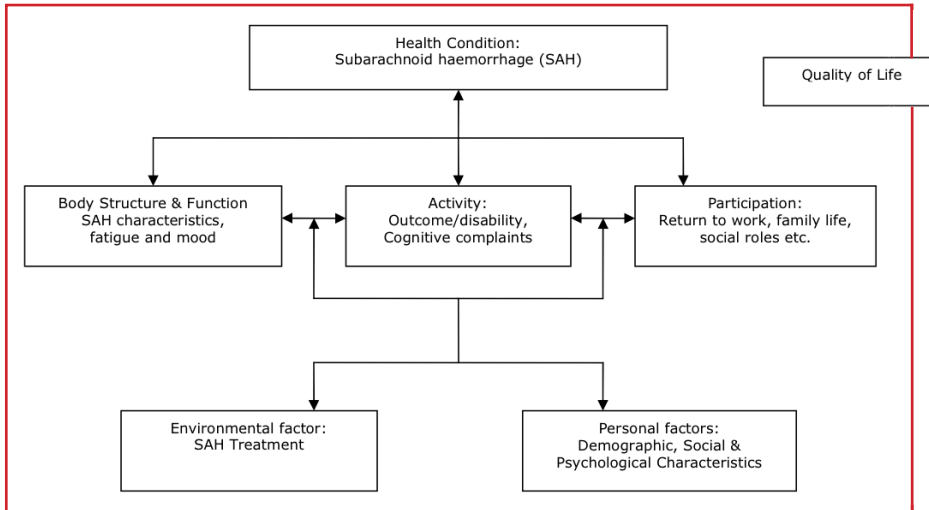 Health Condition:
Subarachnoid haemorrhage (SAH)
Quality of Life
Body Structure & Function
SAH characteristics,
fatigue and mood
Activity:
Outcome/disability,
Cognitive complaints
Participation:
Return to work, family life,
social roles etc.
Environmental factor:
SAH Treatment
Personal factors:
Demographic, Social &
Psychological Characteristics